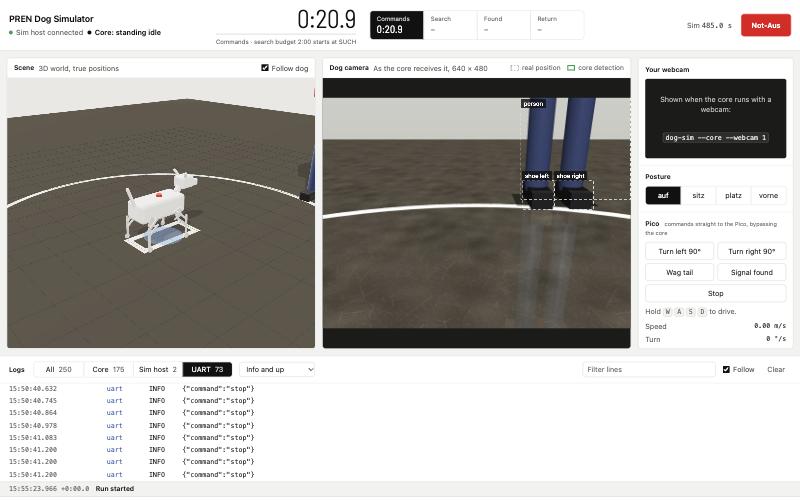 PREN Dog Simulator
Sim host connected Core: standing idle
0:20.9
Commands · search budget 2:00 starts at SUCH
Commands
0:20.9
Search
–
Found
–
Return
–
Sim 485.0 s
Not-Aus
Scene 3D world, true positions
Follow dog
Dog camera As the core receives it, 640 × 480
real position core detection
person
shoe left shoe right
Your webcam
Shown when the core runs with a
webcam:
dog-sim --core --webcam 1
Posture
auf sitz platz vorne
Pico commands straight to the Pico, bypassing
the core
Turn left 90° Turn right 90°
Wag tail Signal found
Stop
Hold W A S D to drive.
Speed 0.00 m/s
Turn 0 °/s
Logs All 250 Core 175 Sim host 2 UART 73 Info and up Filter lines Follow Clear
15:50:40.632 uart INFO {"command":"stop"}
15:50:40.745 uart INFO {"command":"stop"}
15:50:40.864 uart INFO {"command":"stop"}
15:50:40.978 uart INFO {"command":"stop"}
15:50:41.083 uart INFO {"command":"stop"}
15:50:41.200 uart INFO {"command":"stop"}
15:50:41.200 uart INFO {"command":"stop"}
15:50:41.200 uart INFO {"command":"stop"}
15:55:23.966 +0:00.0 Run started